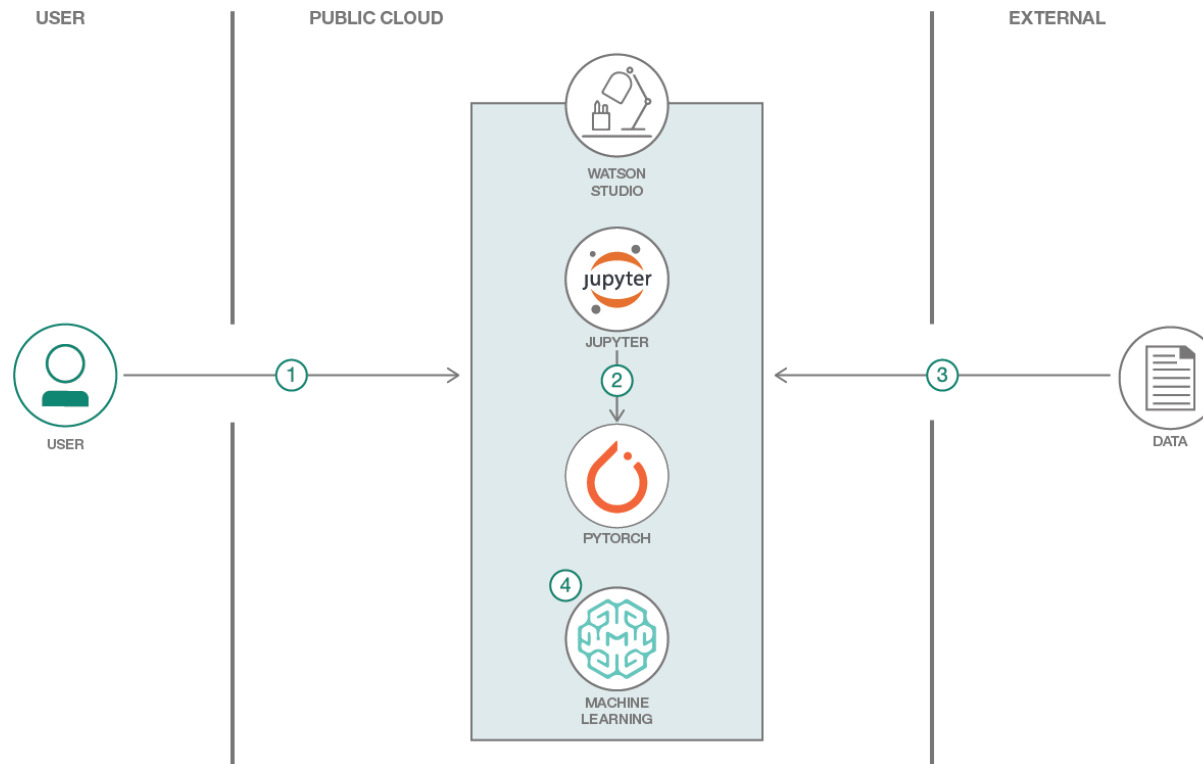 USER
PUBLIC CLOUD
EXTERNAL
WATSON
STUDIO
jupyter
JUPYTER
1
2
3
USER
DATA
PYTORCH
4
M
MACHINE
LEARNING